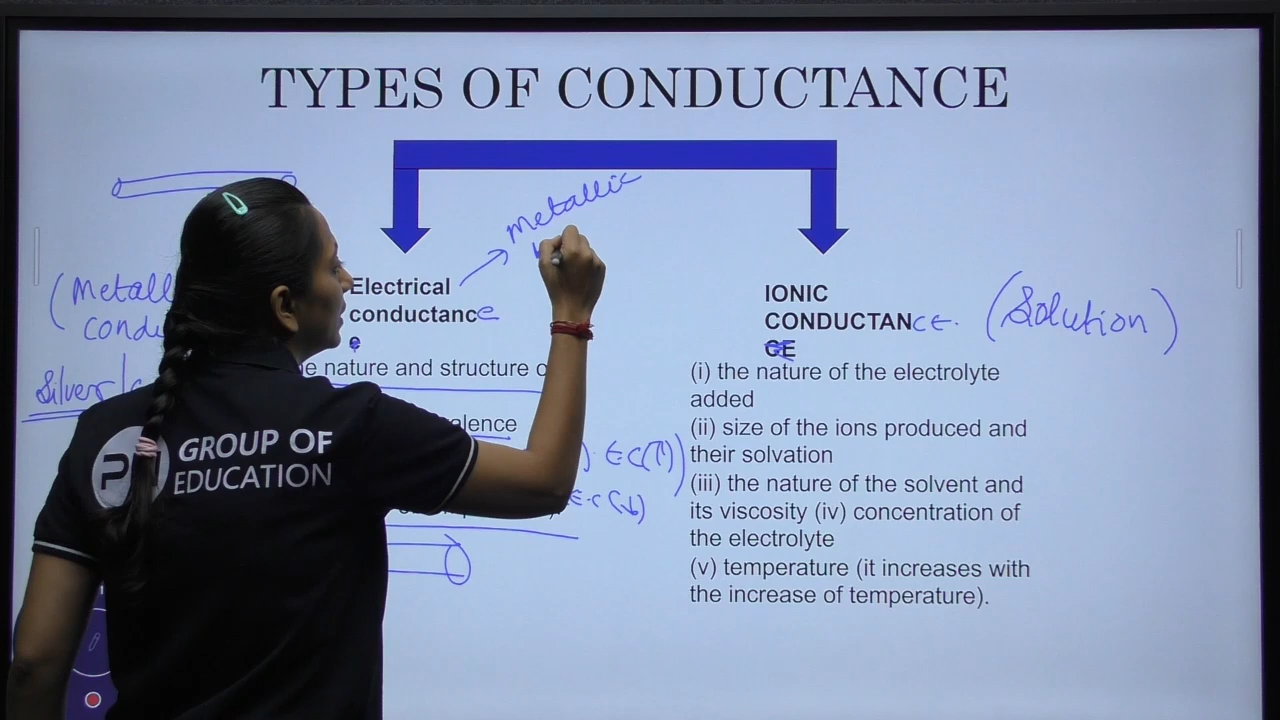 TYPES OF CONDUCTANCE
Metallic
(Metall
condu
Silver
Electrical
conductance
e
e nature and structure o
alence
). E.C(↑))
E.C(↓)
IONIC
CONDUCTANCE.
CE
(Solution)
(i) the nature of the electrolyte
added
(ii) size of the ions produced and
their solvation
(iii) the nature of the solvent and
its viscosity (iv) concentration of
the electrolyte
(v) temperature (it increases with
the increase of temperature).
P
GROUP OF
EDUCATION